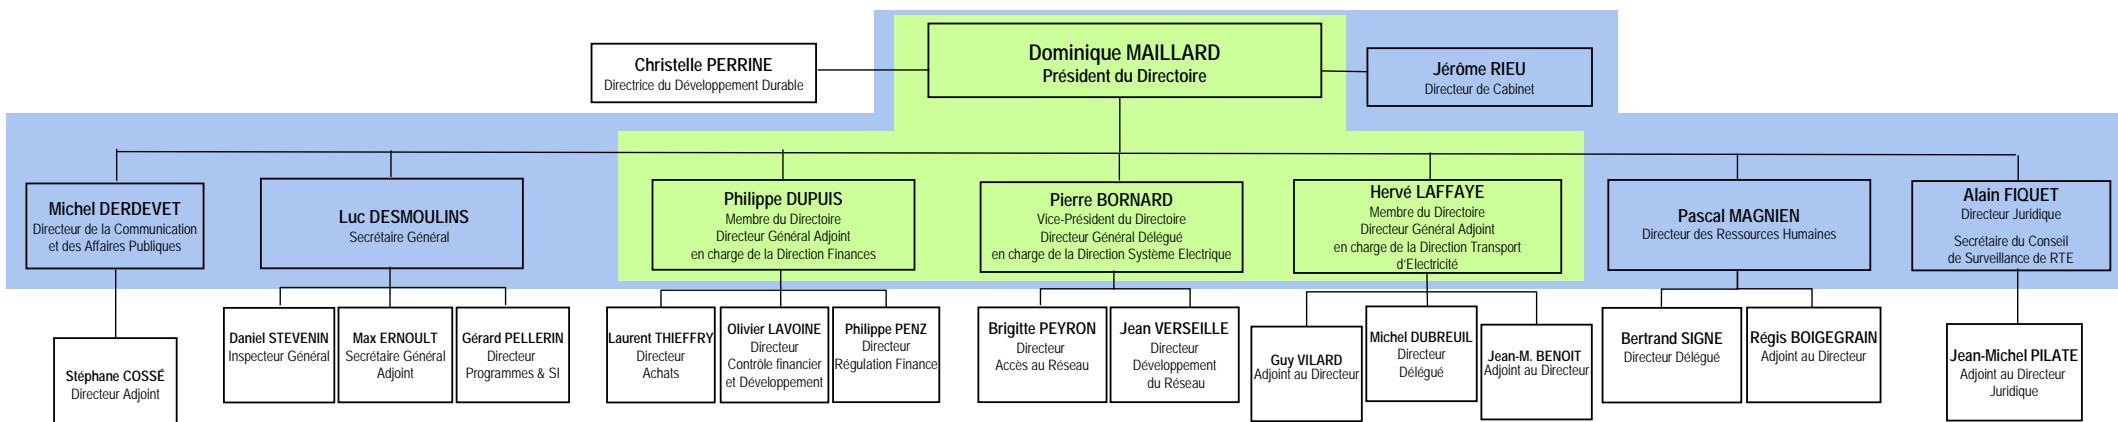 Christelle PERRINE
Directrice du Développement Durable
Dominique MAILLARD
Président du Directoire
Jérôme RIEU
Directeur de Cabinet
Michel DERDEVET
Directeur de la Communication
et des Affaires Publiques
Luc DESMOULINS
Secrétaire Général
Philippe DUPUIS
Membre du Directoire
Directeur Général Adjoint
en charge de la Direction Finances
Pierre BORNARD
Vice-Président du Directoire
Directeur Général Délégué
en charge de la Direction Système Electrique
Hervé LAFFAYE
Membre du Directoire
Directeur Général Adjoint
en charge de la Direction Transport
d'Electricité
Pascal MAGNIEN
Directeur des Ressources Humaines
Alain FIQUET
Directeur Juridique
Secrétaire du Conseil
de Surveillance de RTE
Stéphane COSSÉ
Directeur Adjoint
Daniel STEVENIN
Inspecteur Général
Max ERNOULT
Secrétaire Général
Adjoint
Gérard PELLERIN
Directeur
Programmes & SI
Laurent THIEFFRY
Directeur
Achats
Olivier LAVOINE
Directeur
Contrôle financier
et Développement
Philippe PENZ
Directeur
Régulation Finance
Brigitte PEYRON
Directeur
Accès au Réseau
Jean VERSEILLE
Directeur
Développement
du Réseau
Guy VILARD
Adjoint au Directeur
Michel DUBREUIL
Directeur
Délégué
Jean-M. BENOIT
Adjoint au Directeur
Bertrand SIGNE
Directeur Délégué
Régis BOIGEGRAIN
Adjoint au Directeur
Jean-Michel PILATE
Adjoint au Directeur
Juridique